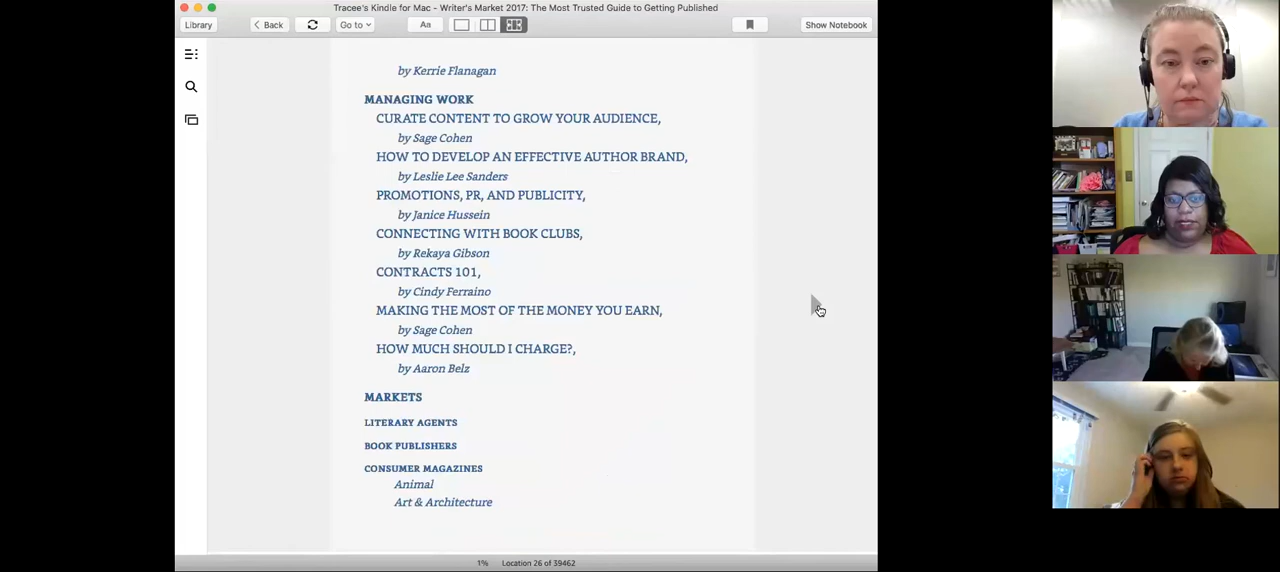 Tracee's Kindle for Mac - Writer's Market 2017: The Most Trusted Guide to Getting Published
Library
Back
Go to
Aa
Show Notebook
by Kerrie Flanagan
MANAGING WORK
CURATE CONTENT TO GROW YOUR AUDIENCE,
by Sage Cohen
HOW TO DEVELOP AN EFFECTIVE AUTHOR BRAND,
by Leslie Lee Sanders
PROMOTIONS, PR, AND PUBLICITY,
by Janice Hussein
CONNECTING WITH BOOK CLUBS,
by Rekaya Gibson
CONTRACTS 101,
by Cindy Ferraino
MAKING THE MOST OF THE MONEY YOU EARN,
by Sage Cohen
HOW MUCH SHOULD I CHARGE?,
by Aaron Belz
MARKETS
LITERARY AGENTS
BOOK PUBLISHERS
CONSUMER MAGAZINES
Animal
Art & Architecture
1% Location 26 of 39462